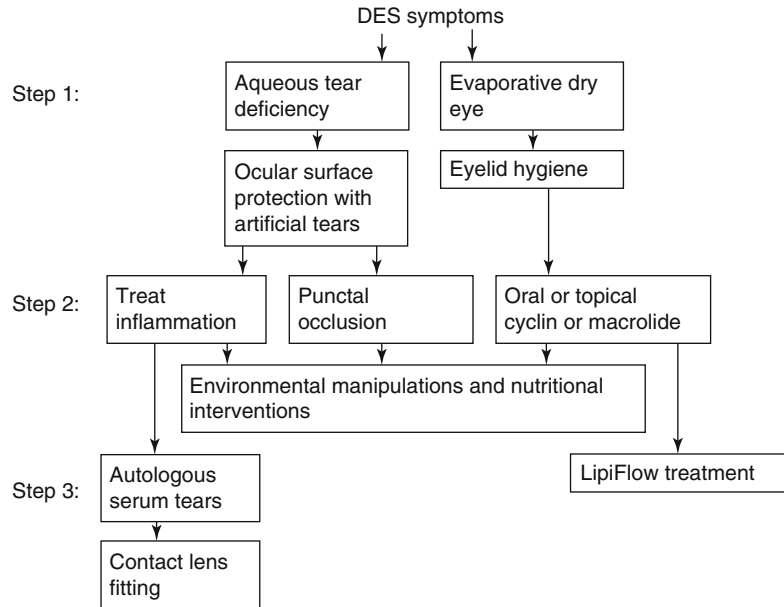 DES symptoms
Step 1:
Aqueous tear
deficiency
Evaporative dry
eye
Ocular surface
protection with
artificial tears
Eyelid hygiene
Step 2:
Treat
inflammation
Punctal
occlusion
Oral or topical
cyclin or macrolide
Environmental manipulations and nutritional
interventions
Step 3:
Autologous
serum tears
LipiFlow treatment
Contact lens
fitting